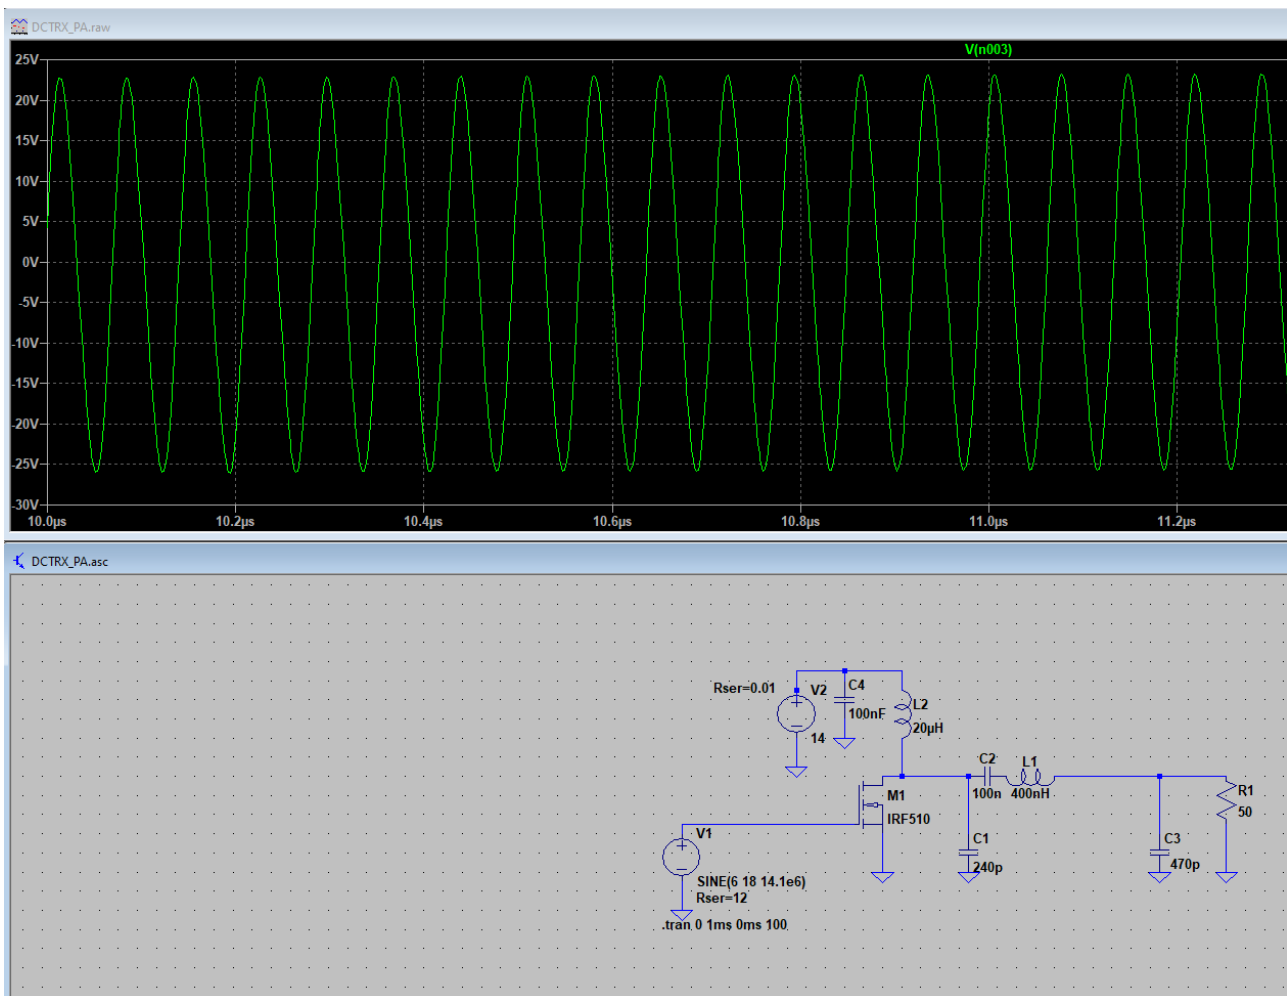 DCTRX_PA.raw
V(n003)
25V
20V
15V
10V
5V
0V
-5V
-10V
-15V
-20V
-25V
-30V
10.0µs 10.2µs 10.4µs 10.6µs 10.8µs 11.0µs 11.2µs
DCTRX_PA.asc
Rser=0.01 V2 C4
100nF L2
14 20µH
C2 L1
100n 400nH R1
M1 50
IRF510
V1 C1 C3
240p 470p
SINE(6 18 14.1e6)
Rser=12
.tran 0 1ms 0ms 100